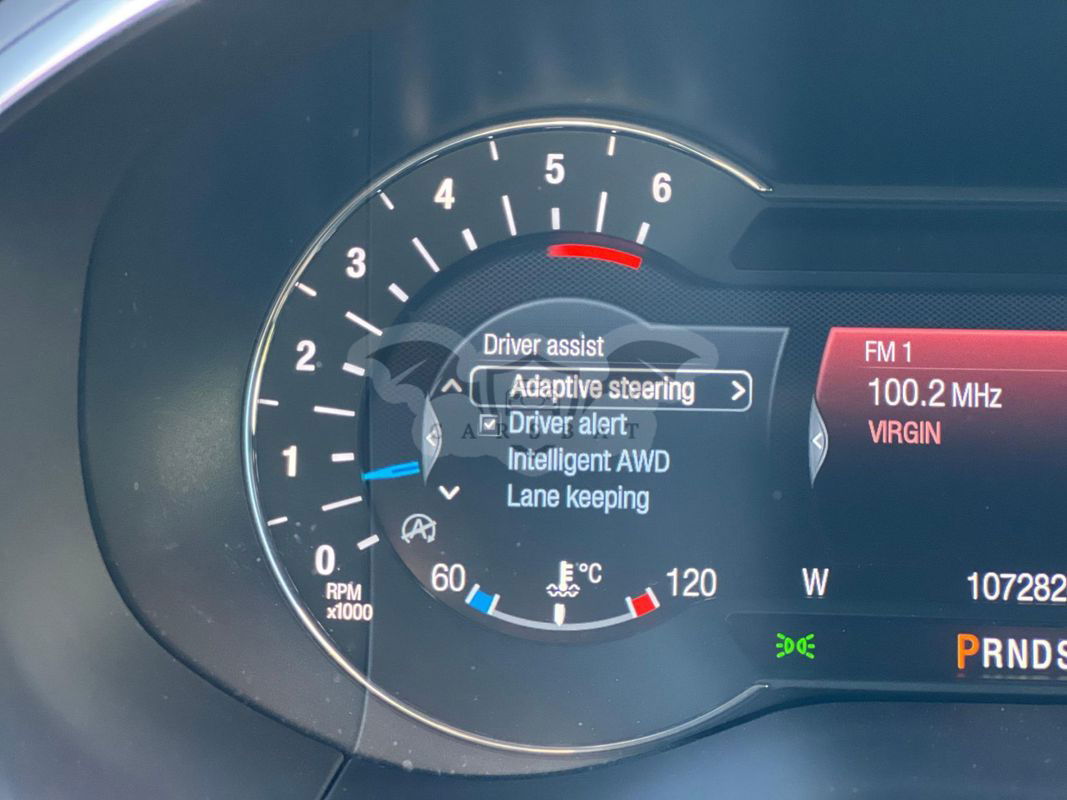 5
4
6
3
2
1
0
RPM
x1000
Driver assist
Adaptive steering
Driver alert
Intelligent AWD
Lane keeping
CAROBAT
A
60
°C
120
FM 1
100.2 MHz
VIRGIN
W
107282
PRNDS